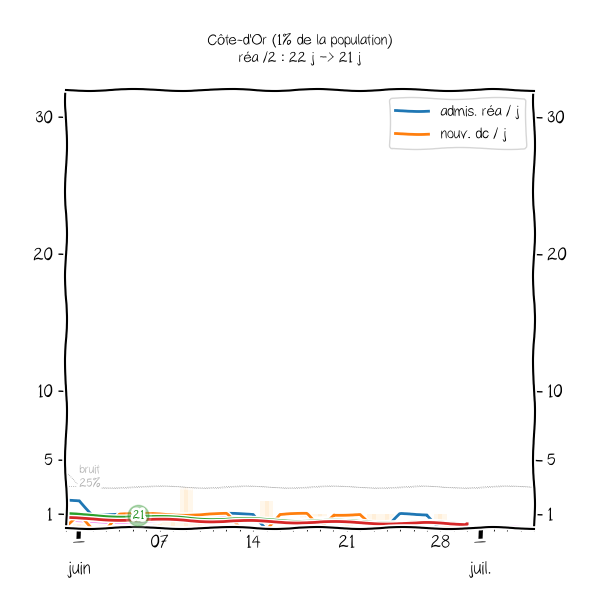 Côte-d'Or (1% de la population)
réa /2 : 22 j -> 21 j
admis. réa / j
nouv. dc / j
30
30
20
20
10
10
5
5
bruit
25%
1
21
1
07
14
21
28
juin
juil.